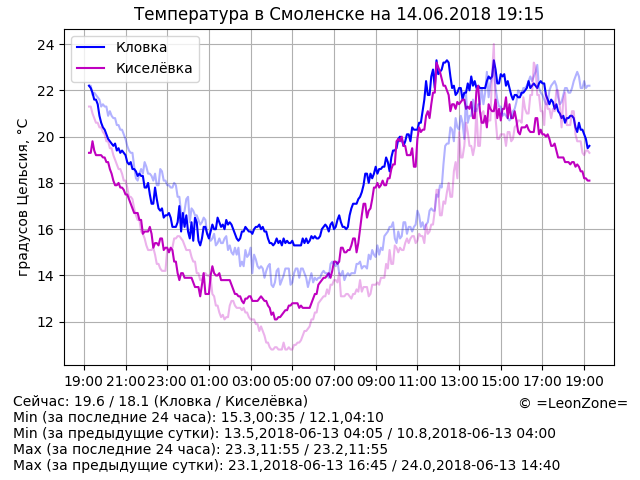 Температура в Смоленске на 14.06.2018 19:15
Кловка
Киселёвка
градусов Цельсия, °C
24
22
20
18
16
14
12
19:00 21:00 23:00 01:00 03:00 05:00 07:00 09:00 11:00 13:00 15:00 17:00 19:00
Сейчас: 19.6 / 18.1 (Кловка / Киселёвка)
© =LeonZone=
Min (за последние 24 часа): 15.3,00:35 / 12.1,04:10
Min (за предыдущие сутки): 13.5,2018-06-13 04:05 / 10.8,2018-06-13 04:00
Max (за последние 24 часа): 23.3,11:55 / 23.2,11:55
Max (за предыдущие сутки): 23.1,2018-06-13 16:45 / 24.0,2018-06-13 14:40